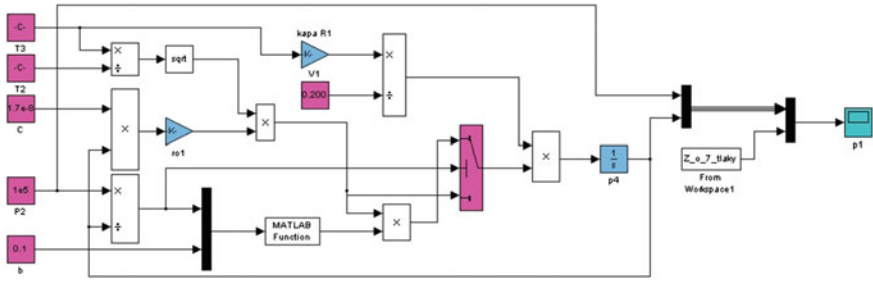 -C-
T3
-C-
T2
1.7e-8
C
1e5
P2
0.1
b
×
÷
sqrt
×
K-
ro1
×
×
÷
MATLAB
Function
×
kapa R1
K-
V1
0.200
×
÷
×
1
s
p4
Z_o_7_tlaky
From
Workspace1
p1